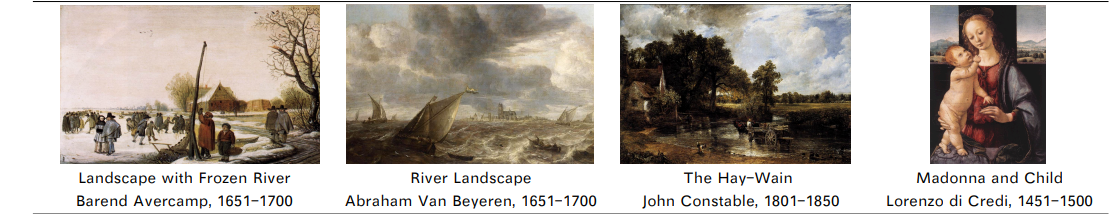 Landscape with Frozen River
Barend Avercamp, 1651–1700
River Landscape
Abraham Van Beyeren, 1651–1700
The Hay–Wain
John Constable, 1801–1850
Madonna and Child
Lorenzo di Credi, 1451–1500